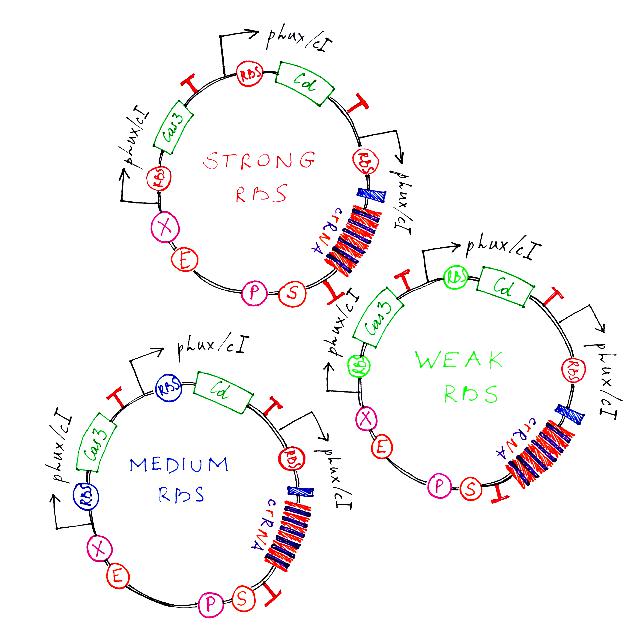 pLux/cI
RBS
Cd
Cas3
pLux/cI
RBS
pLux/cI
RBS
STRONG
RBS
crRNA
X
E
P
S
pLux/cI
RBS
Cd
Cas3
pLux/cI
RBS
pLux/cI
RBS
WEAK
RBS
crRNA
X
E
P
S
pLux/cI
RBS
Cd
Cas3
pLux/cI
RBS
pLux/cI
RBS
MEDIUM
RBS
crRNA
X
E
P
S